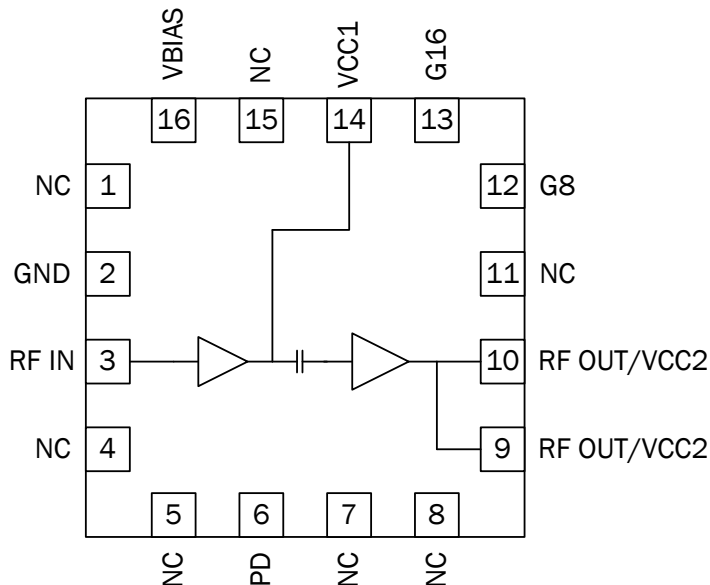 VBIAS
NC
VCC1
G16
16
15
14
13
NC 1
12 G8
GND 2
11 NC
RF IN 3
10 RF OUT/VCC2
NC 4
9 RF OUT/VCC2
5
6
7
8
NC
PD
NC
NC